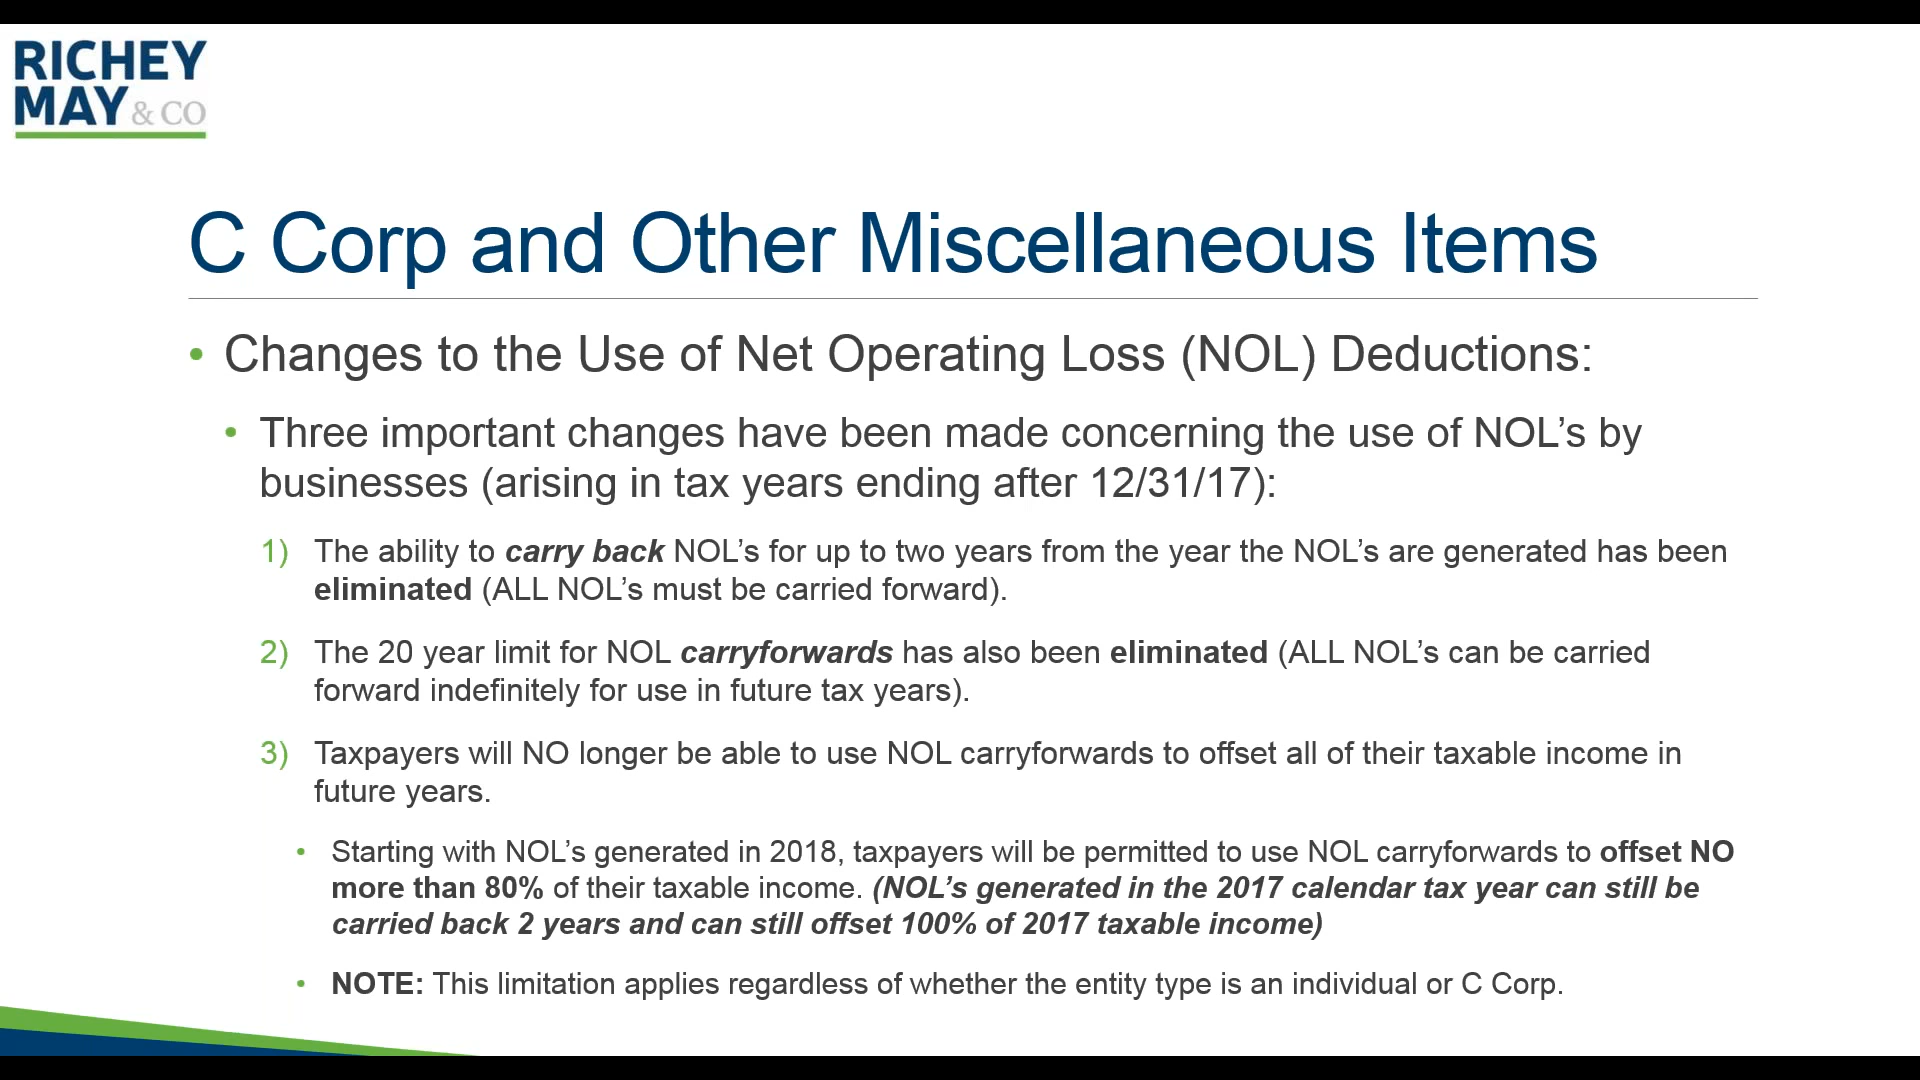 RICHEY
MAY & CO
C Corp and Other Miscellaneous Items
• Changes to the Use of Net Operating Loss (NOL) Deductions:
• Three important changes have been made concerning the use of NOL’s by
businesses (arising in tax years ending after 12/31/17):
1) The ability to carry back NOL’s for up to two years from the year the NOL’s are generated has been
eliminated (ALL NOL’s must be carried forward).
2) The 20 year limit for NOL carryforwards has also been eliminated (ALL NOL’s can be carried
forward indefinitely for use in future tax years).
3) Taxpayers will NO longer be able to use NOL carryforwards to offset all of their taxable income in
future years.
• Starting with NOL’s generated in 2018, taxpayers will be permitted to use NOL carryforwards to offset NO
more than 80% of their taxable income. (NOL’s generated in the 2017 calendar tax year can still be
carried back 2 years and can still offset 100% of 2017 taxable income)
• NOTE: This limitation applies regardless of whether the entity type is an individual or C Corp.